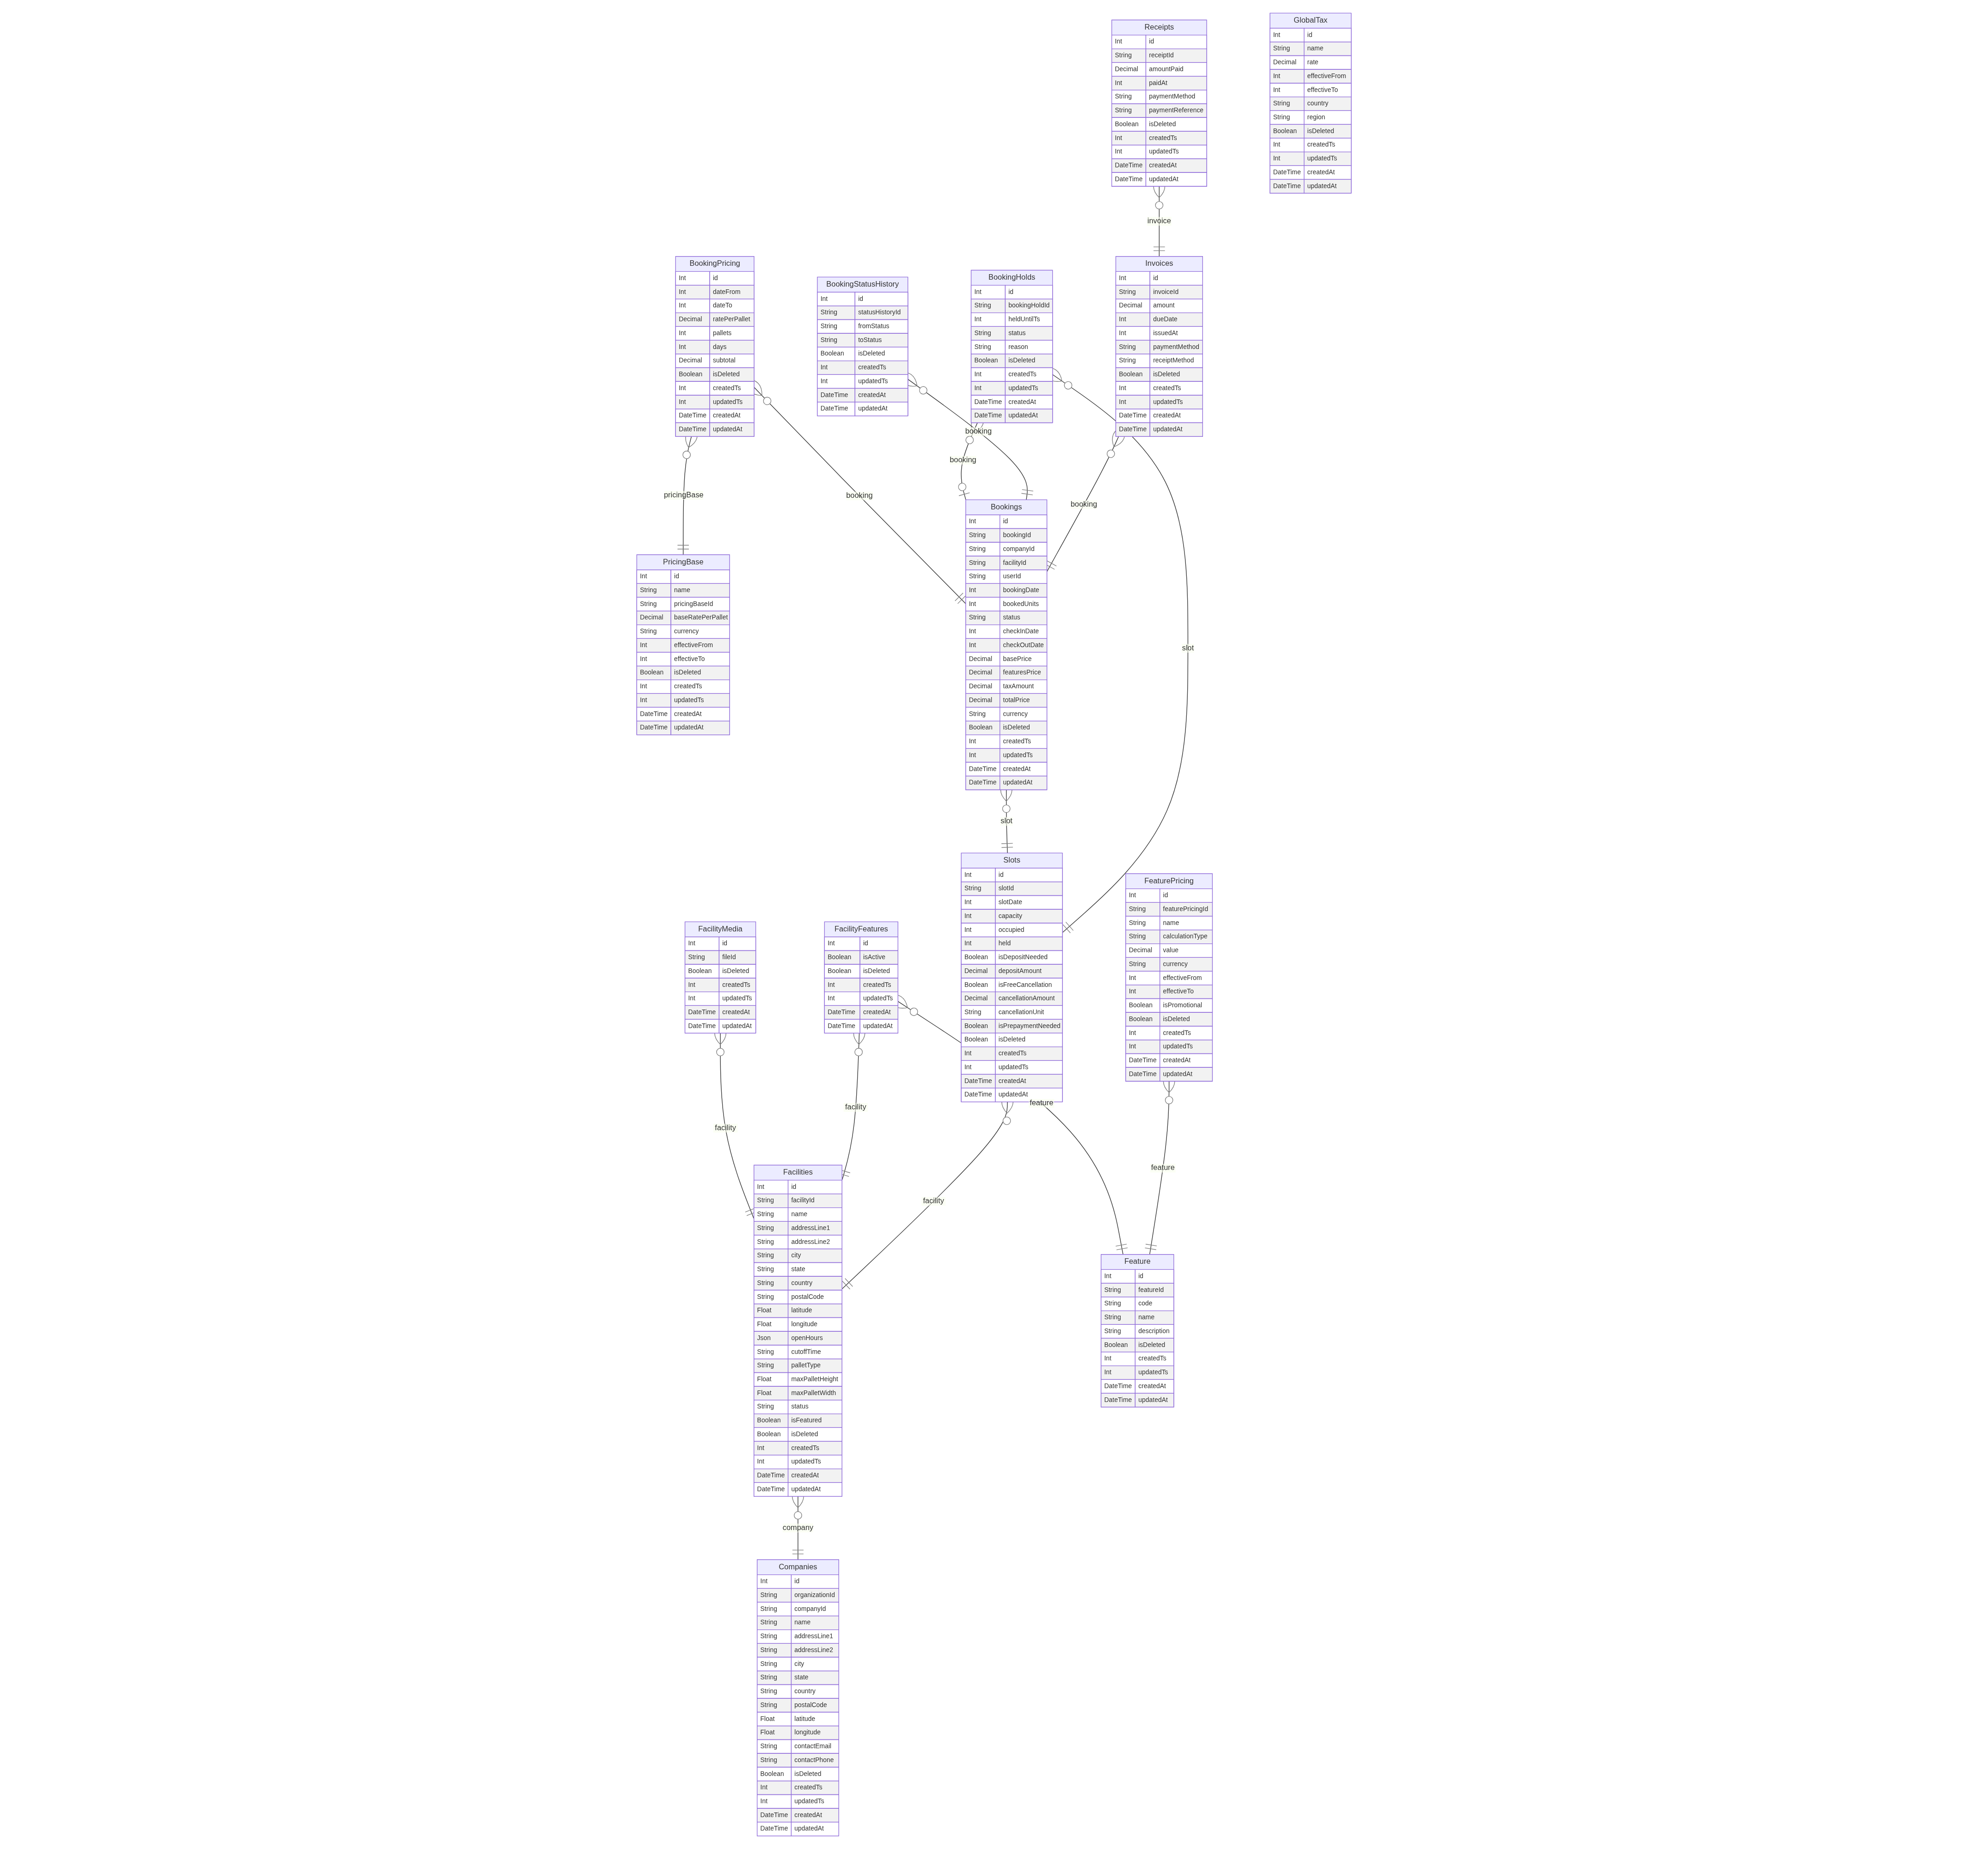 Receipts
Int id
String receiptId
Decimal amountPaid
Int paidAt
String paymentMethod
String paymentReference
Boolean isDeleted
Int createdTs
Int updatedTs
DateTime createdAt
DateTime updatedAt
GlobalTax
Int id
String name
Decimal rate
Int effectiveFrom
Int effectiveTo
String country
String region
Boolean isDeleted
Int createdTs
Int updatedTs
DateTime createdAt
DateTime updatedAt
invoice
BookingPricing
Int id
Int dateFrom
Int dateTo
Decimal ratePerPallet
Int pallets
Int days
Decimal subtotal
Boolean isDeleted
Int createdTs
Int updatedTs
DateTime createdAt
DateTime updatedAt
BookingStatusHistory
Int id
String statusHistoryId
String fromStatus
String toStatus
Boolean isDeleted
Int createdTs
Int updatedTs
DateTime createdAt
DateTime updatedAt
BookingHolds
Int id
String bookingHoldId
Int heldUntilTs
String status
String reason
Boolean isDeleted
Int createdTs
Int updatedTs
DateTime createdAt
DateTime updatedAt
Invoices
Int id
String invoiceId
Decimal amount
Int dueDate
Int issuedAt
String paymentMethod
String receiptMethod
Boolean isDeleted
Int createdTs
Int updatedTs
DateTime createdAt
DateTime updatedAt
booking
booking
pricingBase
booking
booking
PricingBase
Int id
String name
String pricingBaseId
Decimal baseRatePerPallet
String currency
Int effectiveFrom
Int effectiveTo
Boolean isDeleted
Int createdTs
Int updatedTs
DateTime createdAt
DateTime updatedAt
Bookings
Int id
String bookingId
String companyId
String facilityId
String userId
Int bookingDate
Int bookedUnits
String status
Int checkInDate
Int checkOutDate
Decimal basePrice
Decimal featuresPrice
Decimal taxAmount
Decimal totalPrice
String currency
Boolean isDeleted
Int createdTs
Int updatedTs
DateTime createdAt
DateTime updatedAt
slot
slot
Slots
Int id
String slotId
Int slotDate
Int capacity
Int occupied
Int held
Boolean isDepositNeeded
Decimal depositAmount
Boolean isFreeCancellation
Decimal cancellationAmount
String cancellationUnit
Boolean isPrepaymentNeeded
Boolean isDeleted
Int createdTs
Int updatedTs
DateTime createdAt
DateTime updatedAt
FeaturePricing
Int id
String featurePricingId
String name
String calculationType
Decimal value
String currency
Int effectiveFrom
Int effectiveTo
Boolean isPromotional
Boolean isDeleted
Int createdTs
Int updatedTs
DateTime createdAt
DateTime updatedAt
FacilityMedia
Int id
String fileId
Boolean isDeleted
Int createdTs
Int updatedTs
DateTime createdAt
DateTime updatedAt
FacilityFeatures
Int id
Boolean isActive
Boolean isDeleted
Int createdTs
Int updatedTs
DateTime createdAt
DateTime updatedAt
feature
facility
facility
feature
facility
Facilities
Int id
String facilityId
String name
String addressLine1
String addressLine2
String city
String state
String country
String postalCode
Float latitude
Float longitude
Json openHours
String cutoffTime
String palletType
Float maxPalletHeight
Float maxPalletWidth
String status
Boolean isFeatured
Boolean isDeleted
Int createdTs
Int updatedTs
DateTime createdAt
DateTime updatedAt
Feature
Int id
String featureId
String code
String name
String description
Boolean isDeleted
Int createdTs
Int updatedTs
DateTime createdAt
DateTime updatedAt
company
Companies
Int id
String organizationId
String companyId
String name
String addressLine1
String addressLine2
String city
String state
String country
String postalCode
Float latitude
Float longitude
String contactEmail
String contactPhone
Boolean isDeleted
Int createdTs
Int updatedTs
DateTime createdAt
DateTime updatedAt